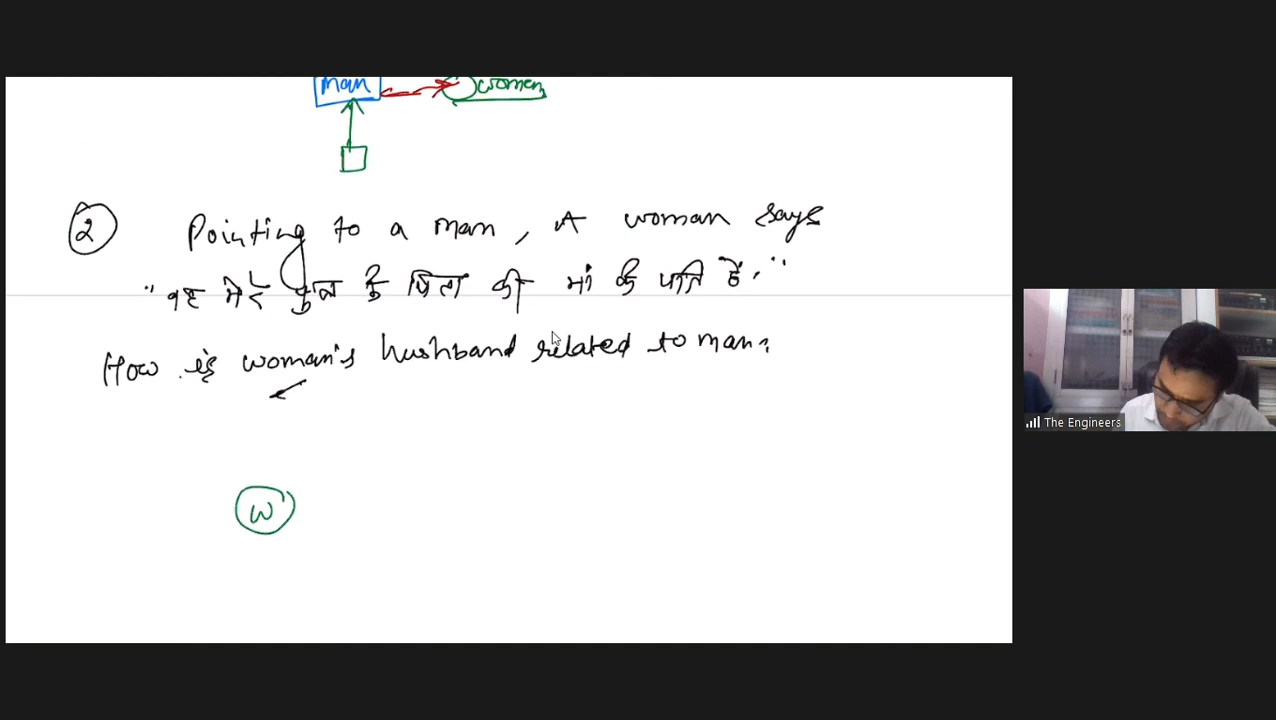 man women
2 Pointing to a man, A woman says
"वह मेरे पुत्र के पिता की मां के पति हैं."
How is woman's husband related to man?
The Engineers
W